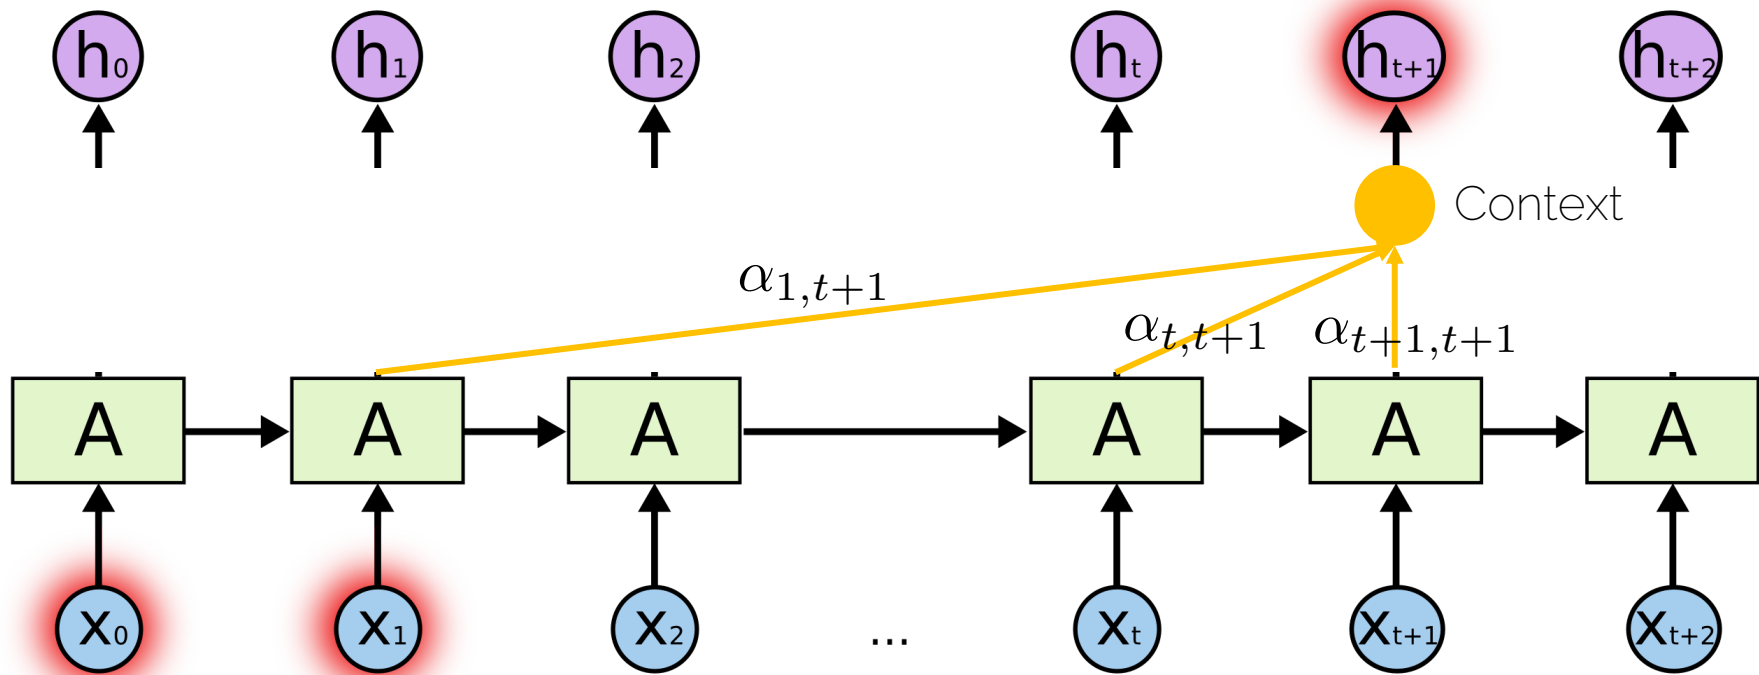 h₀ h₁ h₂ hₜ hₜ₊₁ hₜ₊₂
Context
α₁,ₜ₊₁
αₜ,ₜ₊₁ αₜ₊₁,ₜ₊₁
A A A A A A
x₀ x₁ x₂ ... xₜ xₜ₊₁ xₜ₊₂